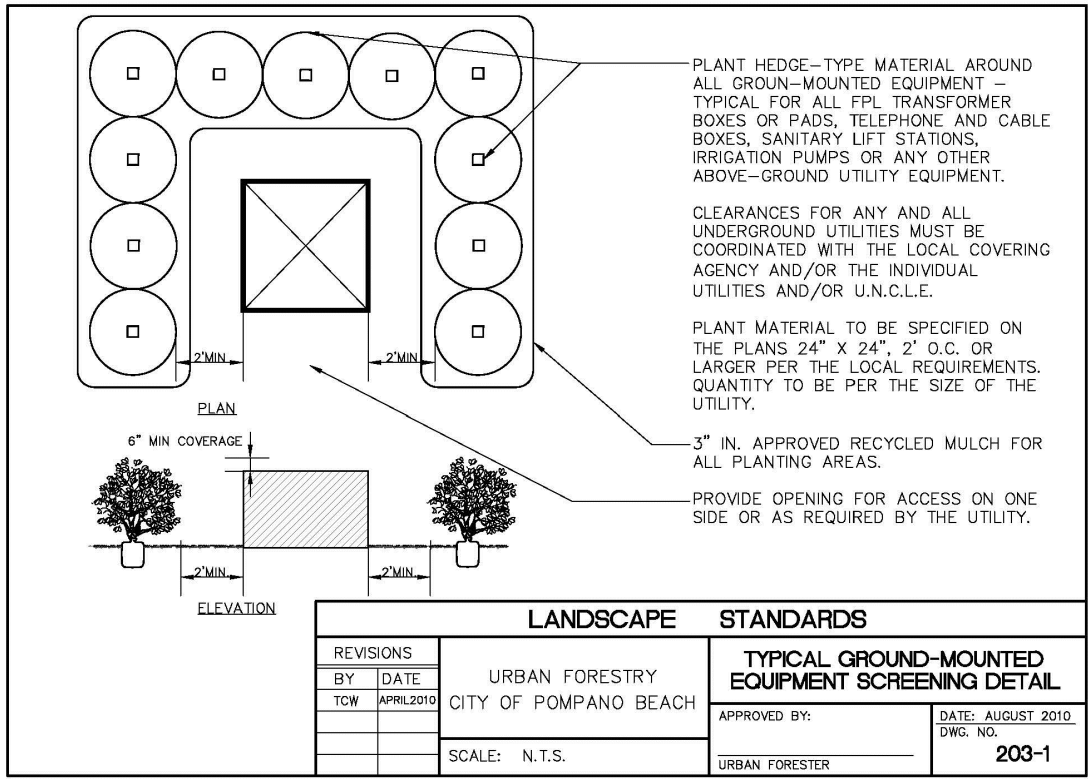 PLANT HEDGE-TYPE MATERIAL AROUND
ALL GROUN-MOUNTED EQUIPMENT -
TYPICAL FOR ALL FPL TRANSFORMER
BOXES OR PADS, TELEPHONE AND CABLE
BOXES, SANITARY LIFT STATIONS,
IRRIGATION PUMPS OR ANY OTHER
ABOVE-GROUND UTILITY EQUIPMENT.
CLEARANCES FOR ANY AND ALL
UNDERGROUND UTILITIES MUST BE
COORDINATED WITH THE LOCAL COVERING
AGENCY AND/OR THE INDIVIDUAL
UTILITIES AND/OR U.N.C.L.E.
PLANT MATERIAL TO BE SPECIFIED ON
THE PLANS 24" X 24", 2' O.C. OR
LARGER PER THE LOCAL REQUIREMENTS.
QUANTITY TO BE PER THE SIZE OF THE
UTILITY.
3" IN. APPROVED RECYCLED MULCH FOR
ALL PLANTING AREAS.
PROVIDE OPENING FOR ACCESS ON ONE
SIDE OR AS REQUIRED BY THE UTILITY.
2'MIN.
2'MIN.
PLAN
6" MIN COVERAGE
2'MIN.
2'MIN.
ELEVATION
LANDSCAPE STANDARDS
REVISIONS
BY DATE
TCW APRIL2010
URBAN FORESTRY
CITY OF POMPANO BEACH
SCALE: N.T.S.
TYPICAL GROUND-MOUNTED
EQUIPMENT SCREENING DETAIL
APPROVED BY:
URBAN FORESTER
DATE: AUGUST 2010
DWG. NO.
203-1